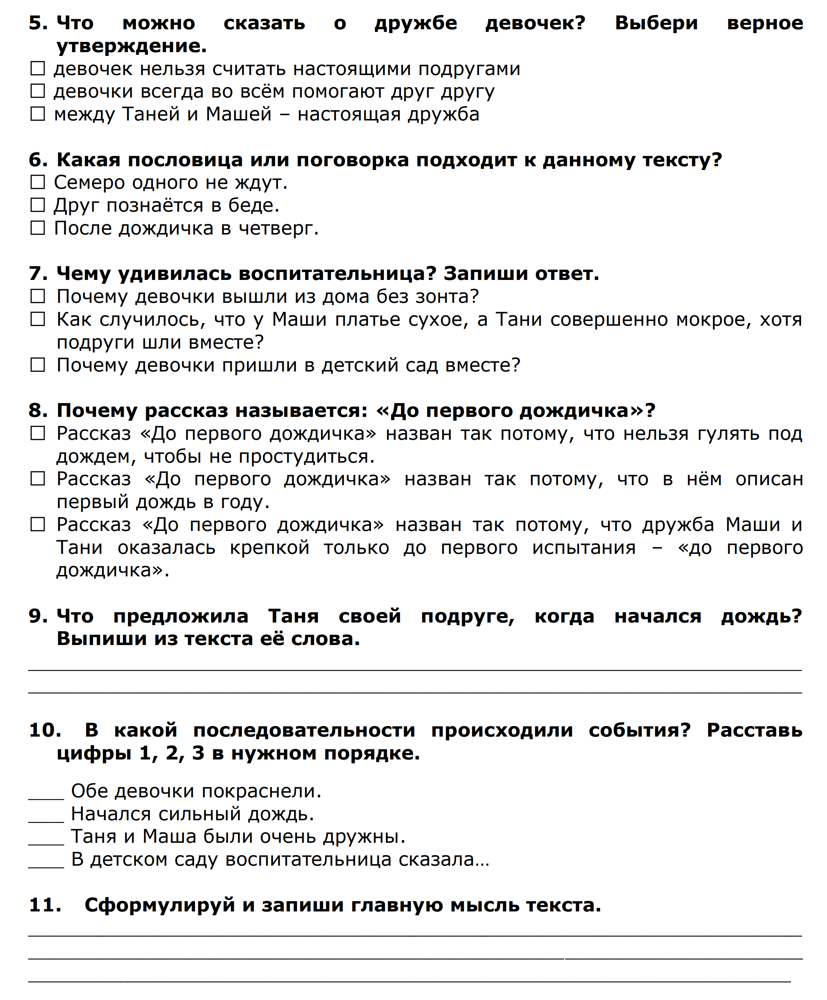 5. Что можно сказать о дружбе девочек? Выбери верное
утверждение.
☐ девочек нельзя считать настоящими подругами
☐ девочки всегда во всём помогают друг другу
☐ между Таней и Машей – настоящая дружба
6. Какая пословица или поговорка подходит к данному тексту?
☐ Семеро одного не ждут.
☐ Друг познаётся в беде.
☐ После дождичка в четверг.
7. Чему удивилась воспитательница? Запиши ответ.
☐ Почему девочки вышли из дома без зонта?
☐ Как случилось, что у Маши платье сухое, а Тани совершенно мокрое, хотя
подруги шли вместе?
☐ Почему девочки пришли в детский сад вместе?
8. Почему рассказ называется: «До первого дождичка»?
☐ Рассказ «До первого дождичка» назван так потому, что нельзя гулять под
дождем, чтобы не простудиться.
☐ Рассказ «До первого дождичка» назван так потому, что в нём описан
первый дождь в году.
☐ Рассказ «До первого дождичка» назван так потому, что дружба Маши и
Тани оказалась крепкой только до первого испытания – «до первого
дождичка».
9. Что предложила Таня своей подруге, когда начался дождь?
Выпиши из текста её слова.
10. В какой последовательности происходили события? Расставь
цифры 1, 2, 3 в нужном порядке.
___ Обе девочки покраснели.
___ Начался сильный дождь.
___ Таня и Маша были очень дружны.
___ В детском саду воспитательница сказала…
11. Сформулируй и запиши главную мысль текста.